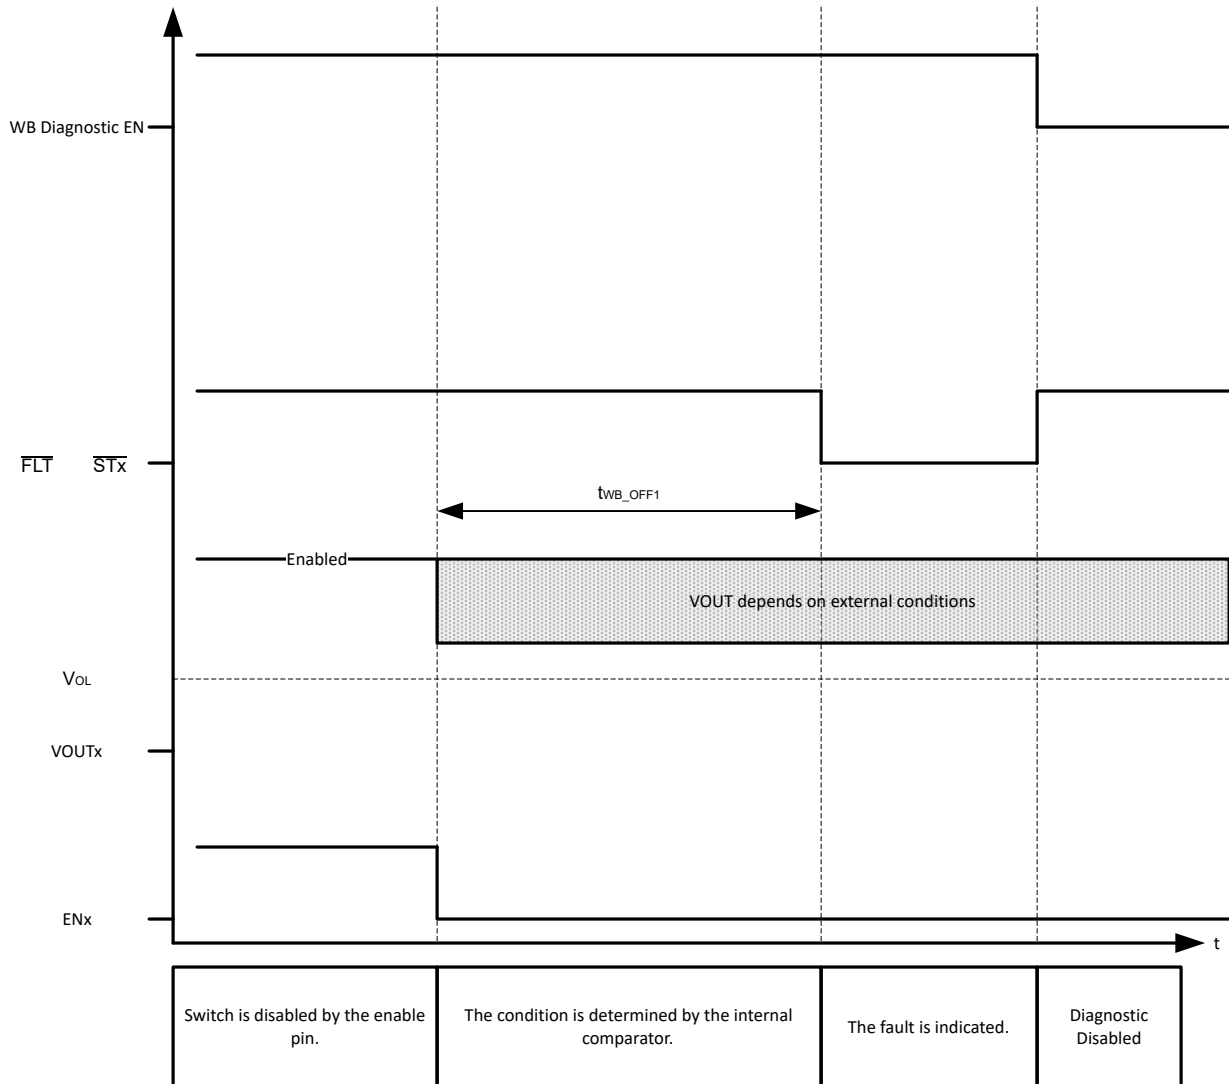 WB Diagnostic EN
FLT STx
tWB_OFF1
Enabled
VOUT depends on external conditions
VOL
VOUTx
ENx
t
Switch is disabled by the enable
pin.
The condition is determined by the internal
comparator.
The fault is indicated.
Diagnostic
Disabled